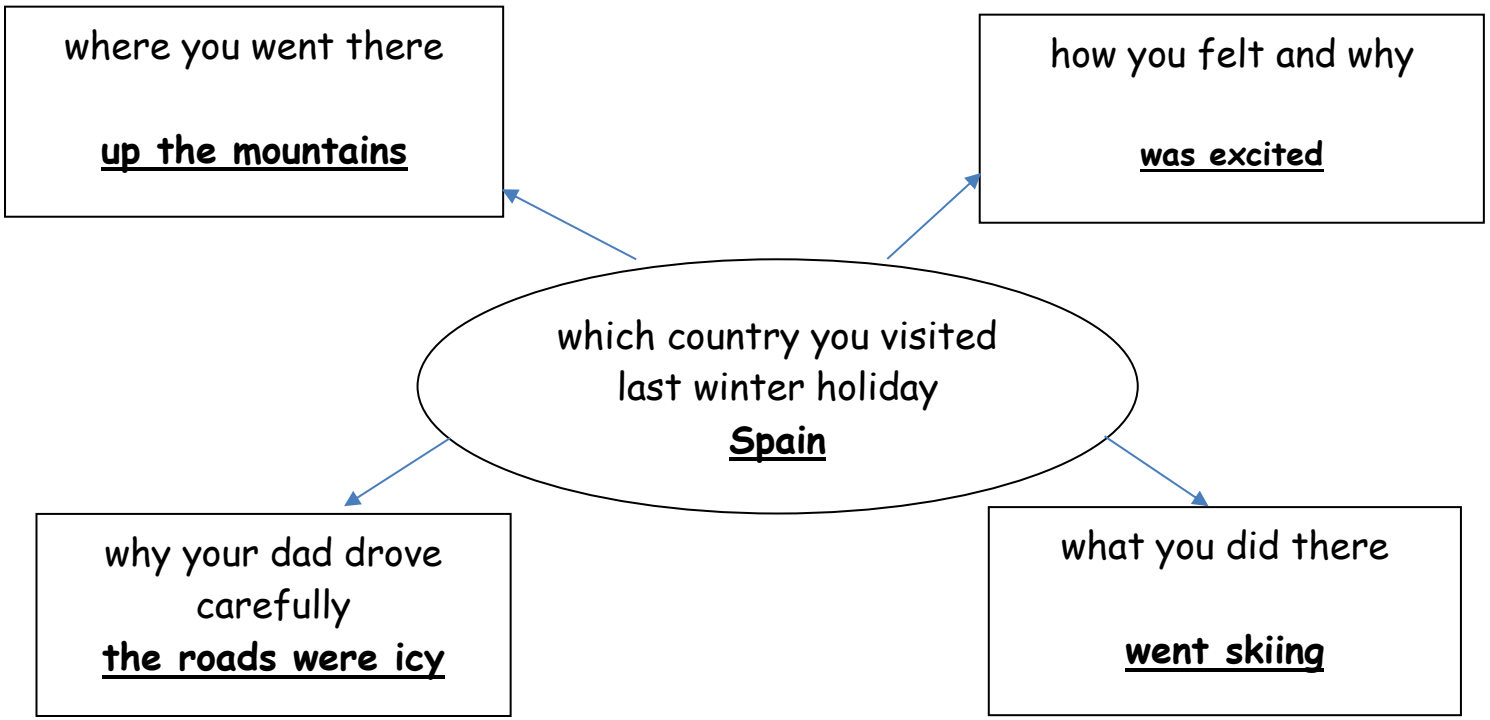 where you went there
up the mountains
how you felt and why
was excited
which country you visited
last winter holiday
Spain
why your dad drove
carefully
the roads were icy
what you did there
went skiing